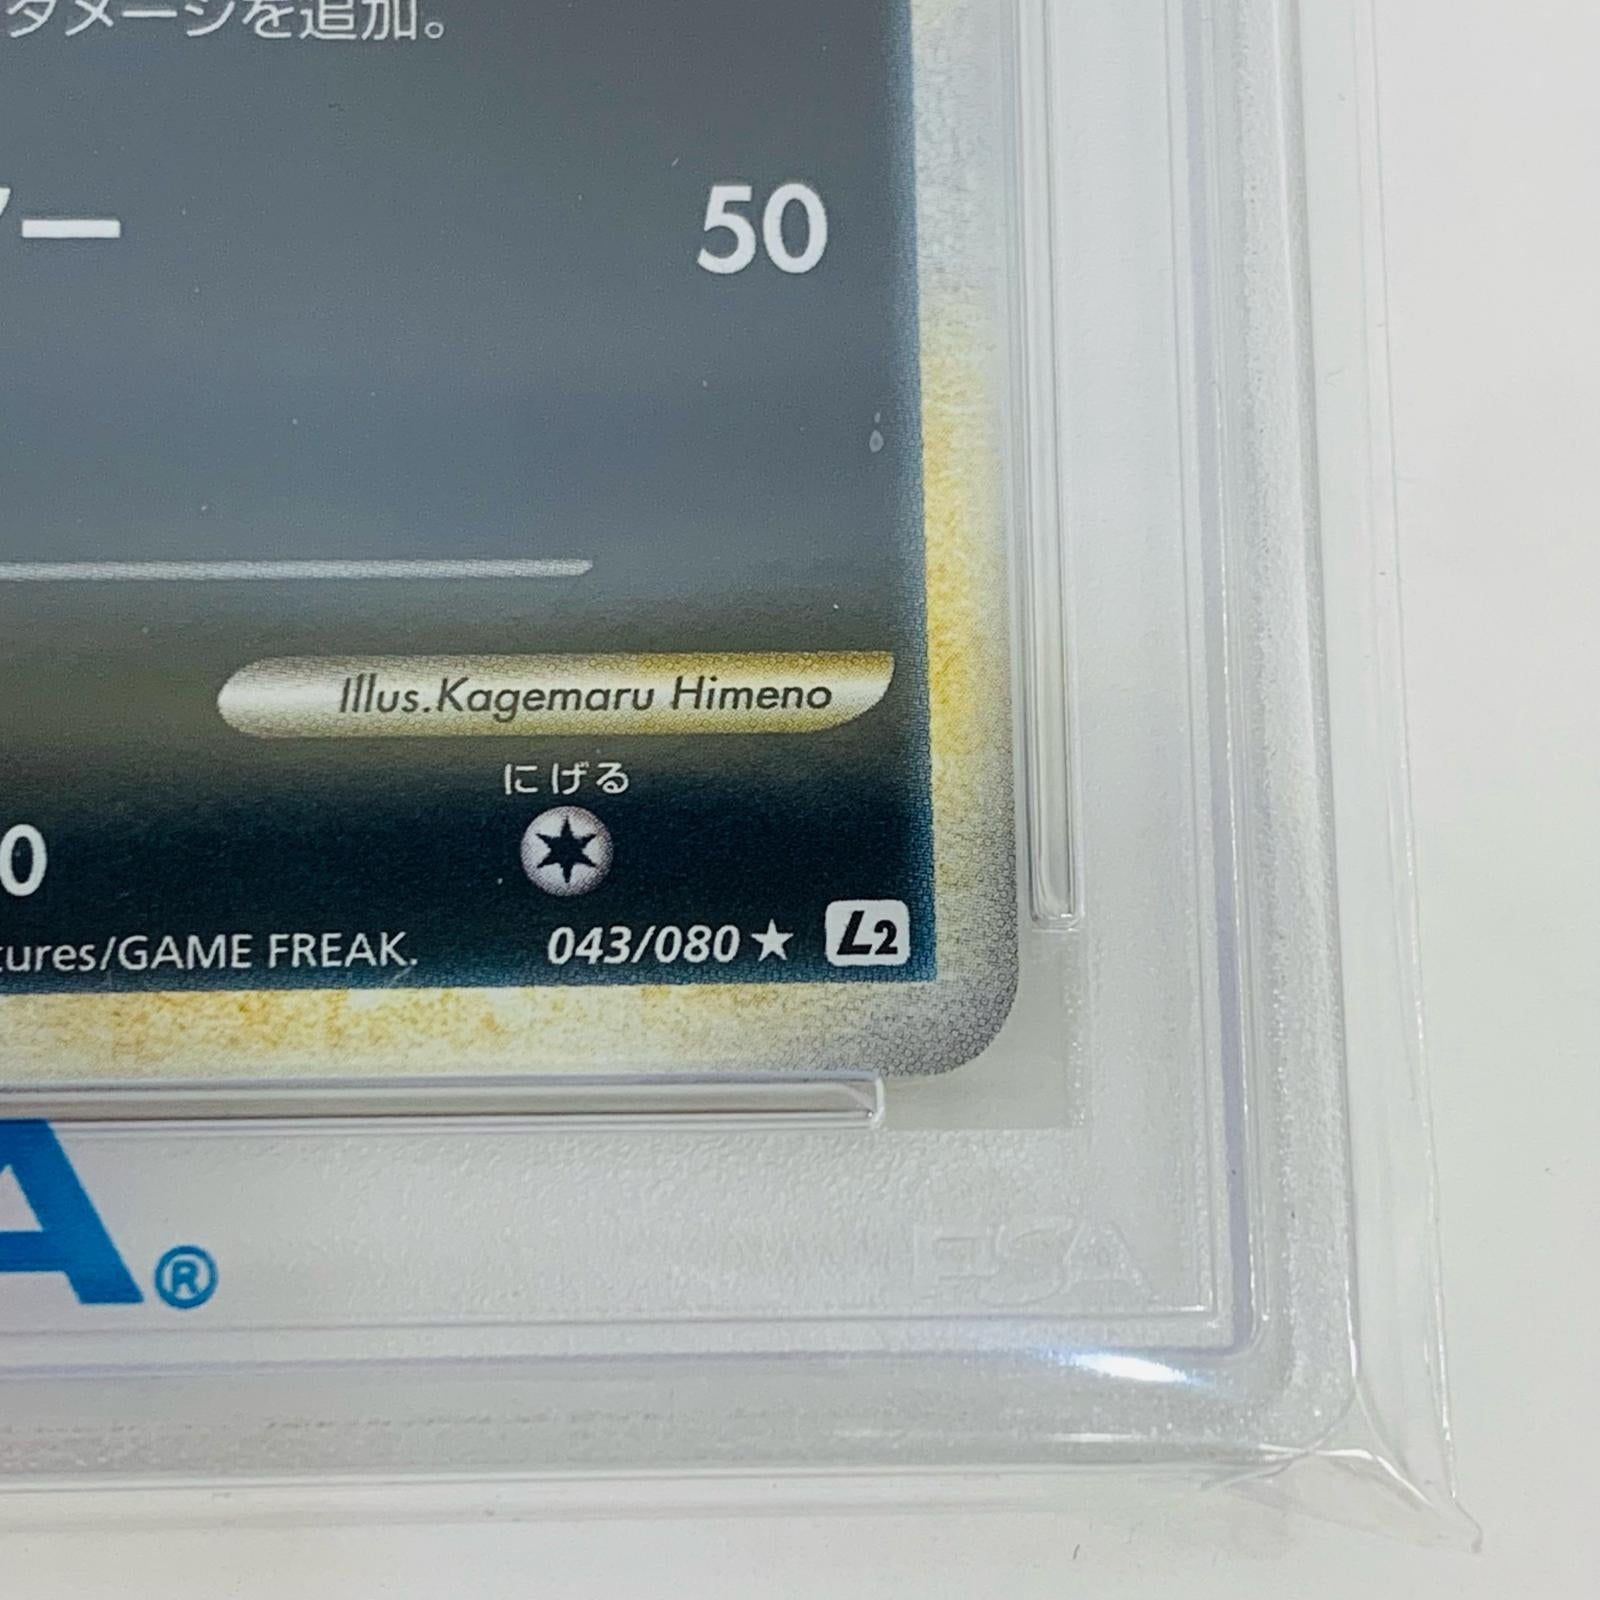 ダメージを追加。
ー 50
Illus.Kagemaru Himeno
にげる
0
tures/GAME FREAK. 043/080 ★ L2
A®
PSA